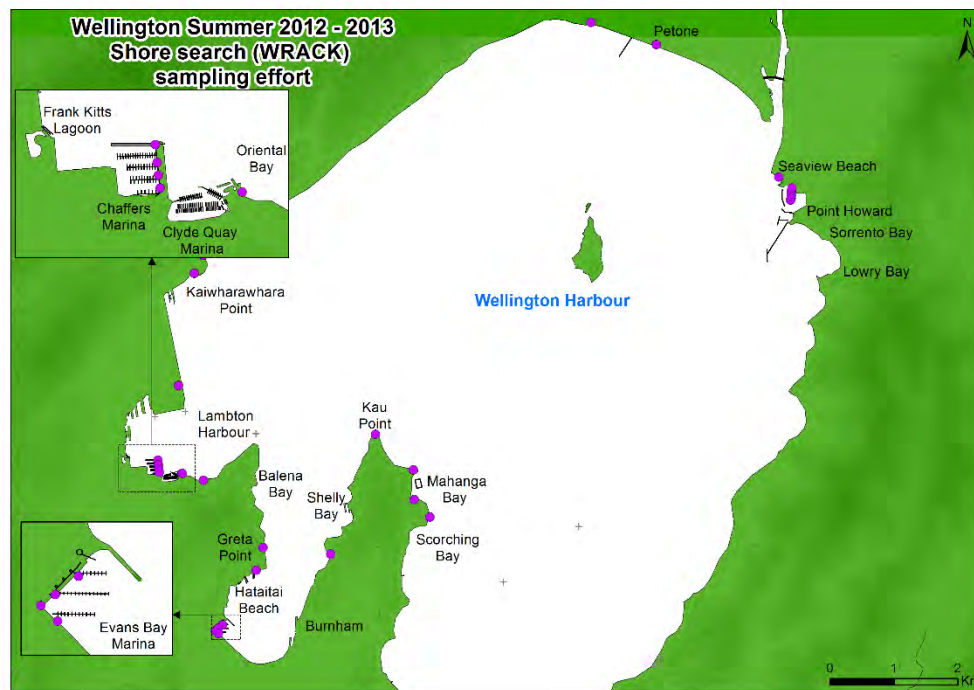 Wellington Summer 2012 - 2013
Shore search (WRACK)
sampling effort
N
Petone
Frank Kitts
Lagoon
Oriental
Bay
Chaffers
Marina
Clyde Quay
Marina
Seaview Beach
Point Howard
Sorrento Bay
Lowry Bay
Kaiwharawhara
Point
Wellington Harbour
Lambton
Harbour
Kau
Point
Balena
Bay
Shelly
Bay
Mahanga
Bay
Greta
Point
Scorching
Bay
Hataitai
Beach
Burnham
Evans Bay
Marina
0 1 2